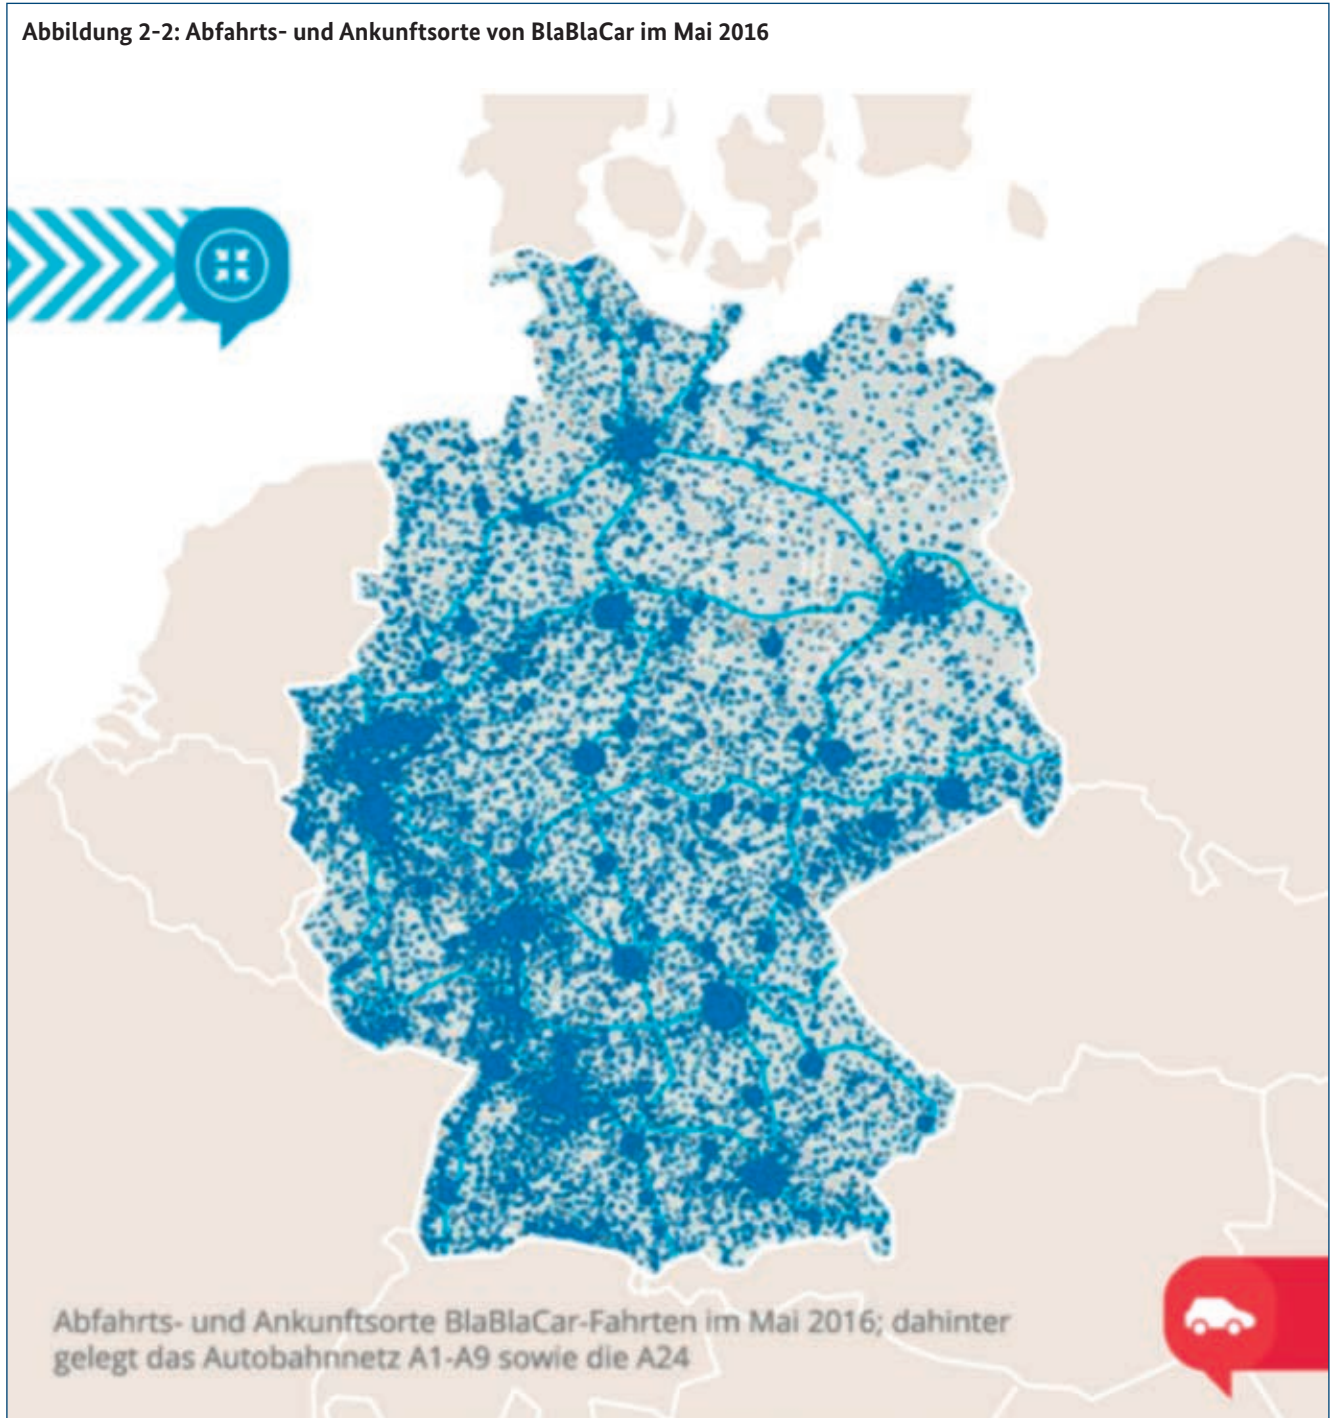 Abbildung 2-2: Abfahrts- und Ankunftsorte von BlaBlaCar im Mai 2016
Abfahrts- und Ankunftsorte BlaBlaCar-Fahrten im Mai 2016; dahinter
gelegt das Autobahnnetz A1-A9 sowie die A24